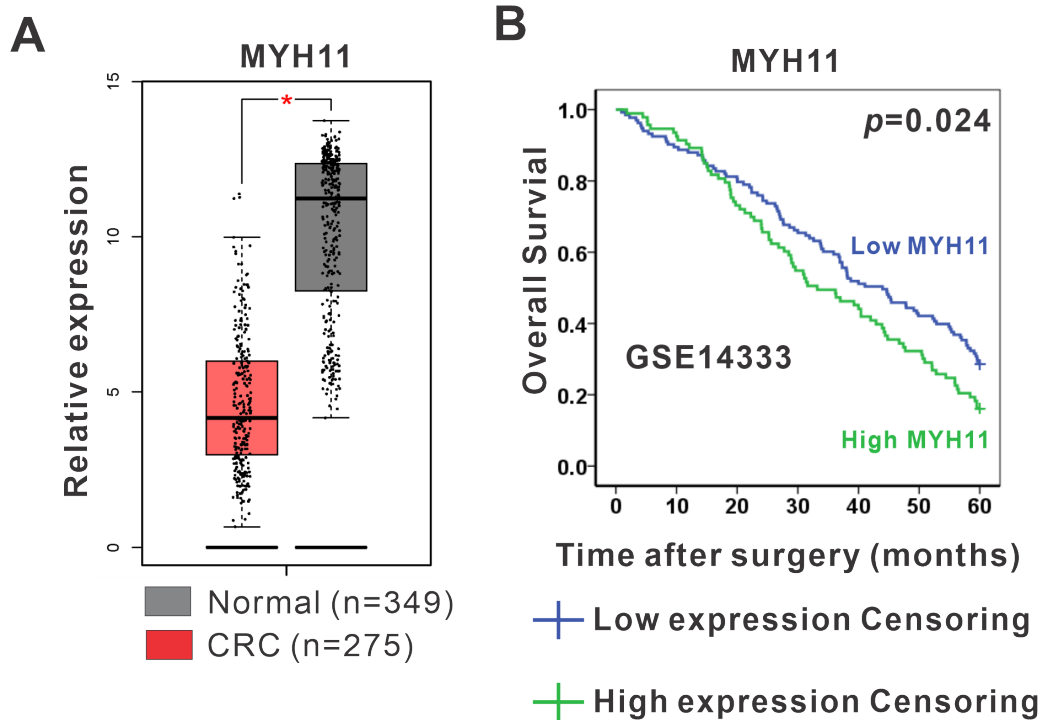 A
MYH11
15
10
5
0
Relative expression
*
Normal (n=349)
CRC (n=275)
B
MYH11
p=0.024
1.0
0.8
0.6
0.4
0.2
0.0
Overall Survial
Low MYH11
GSE14333
High MYH11
0 10 20 30 40 50 60
Time after surgery (months)
Low expression Censoring
High expression Censoring